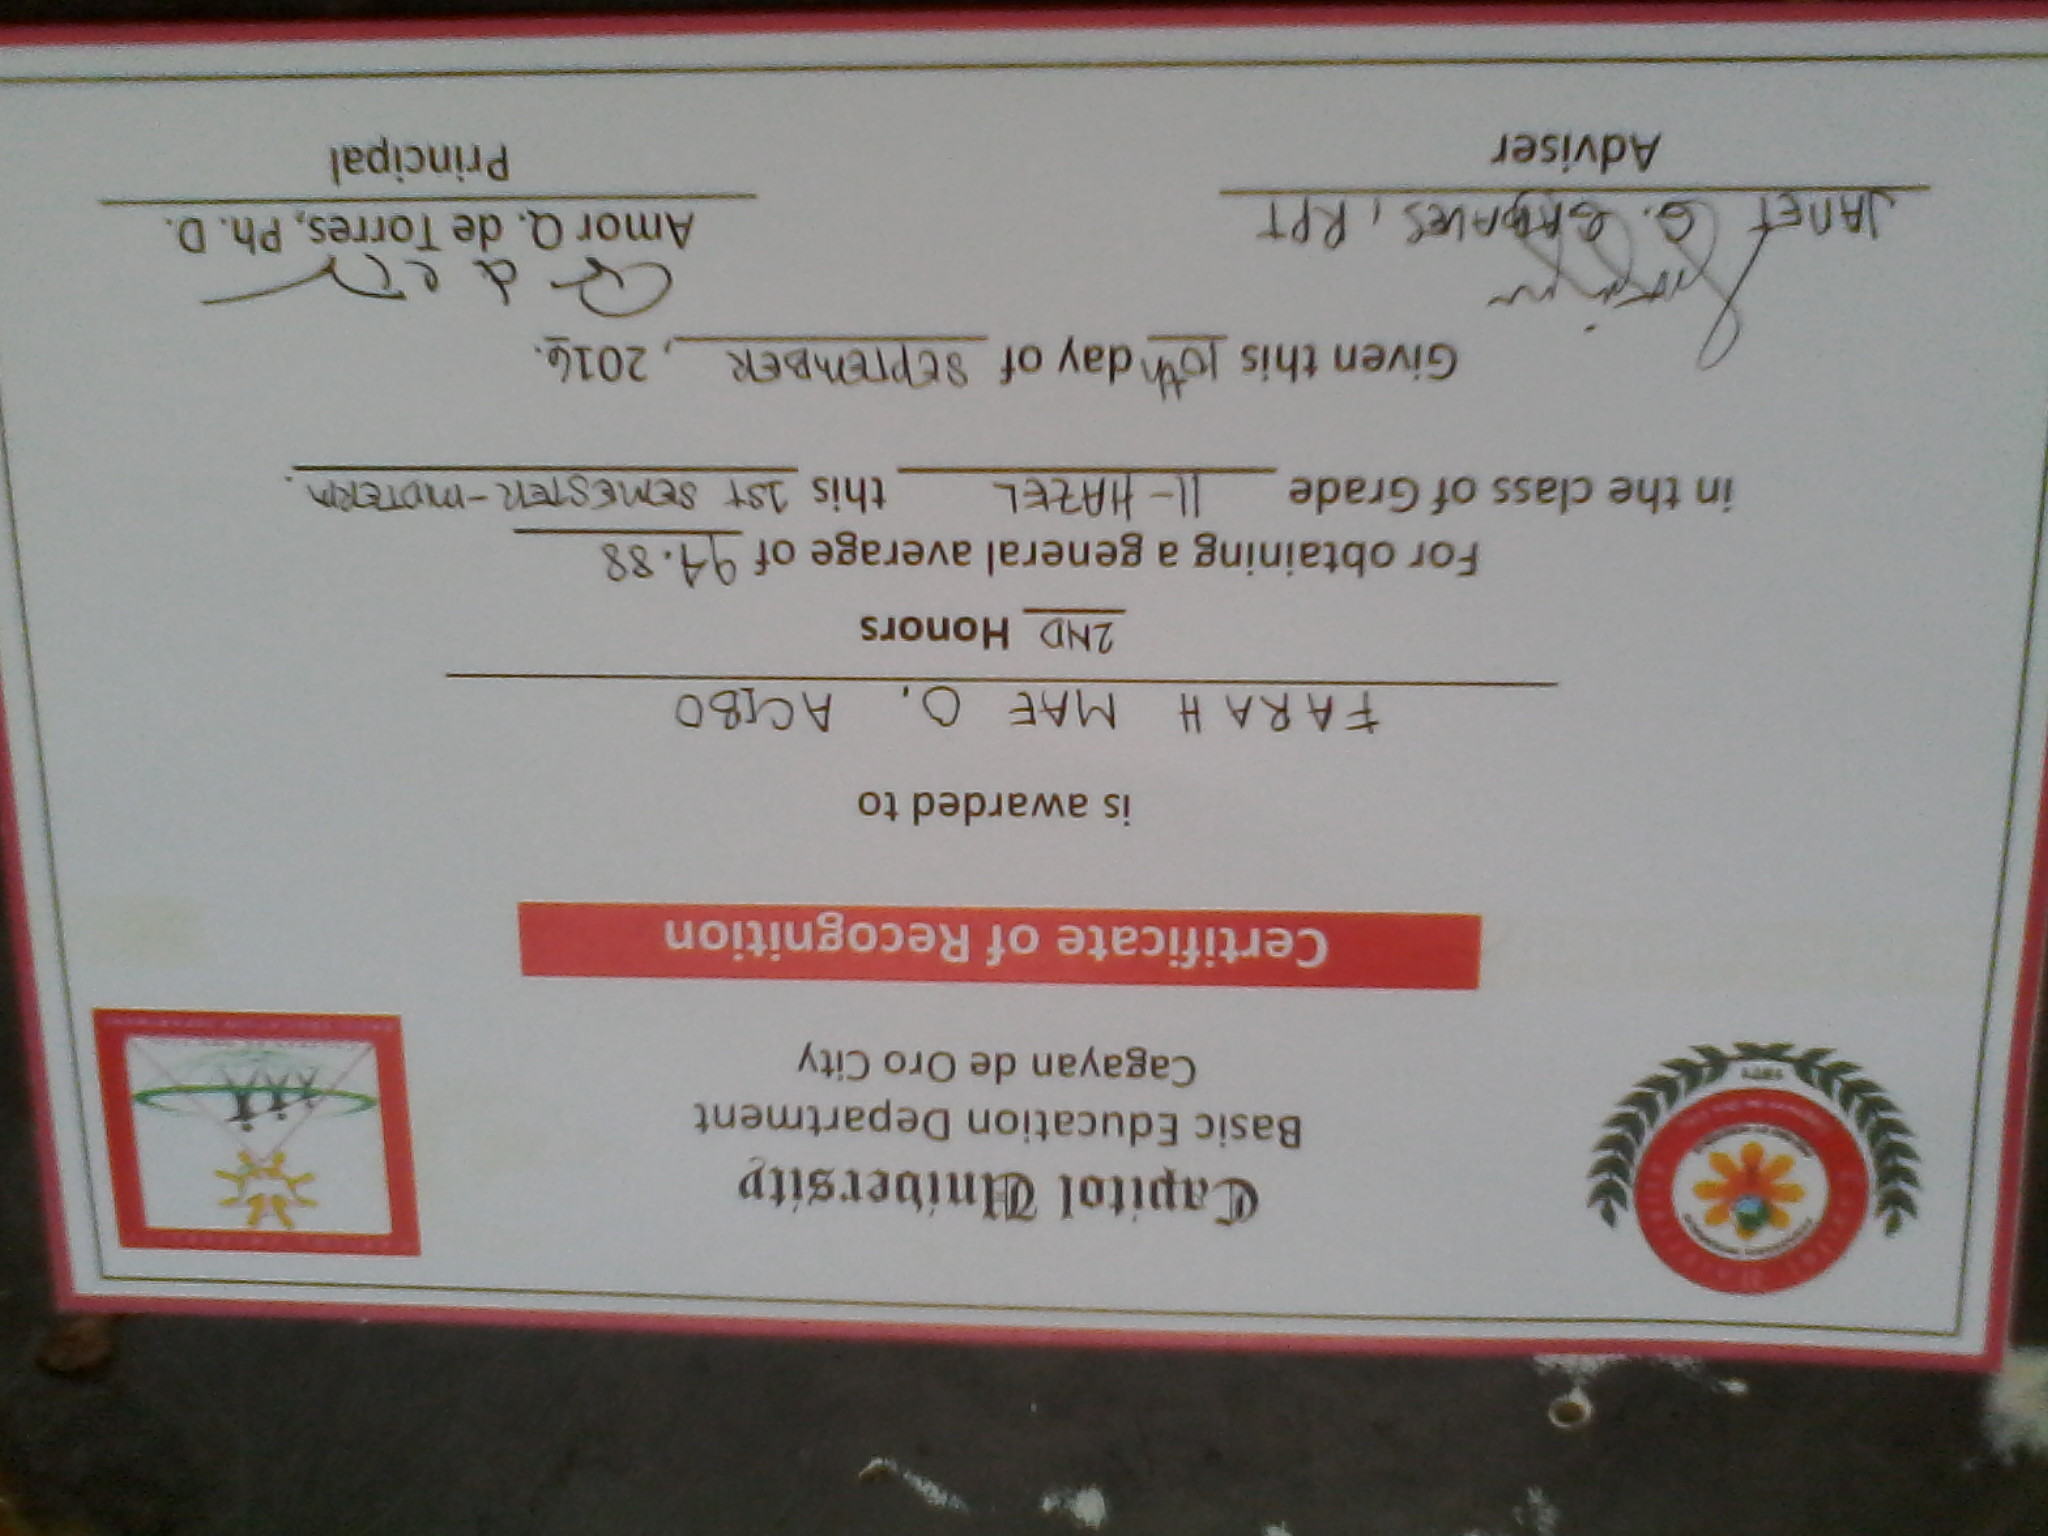 Capitol University
Basic Education Department
Cagayan de Oro City
Certificate of Recognition
is awarded to
FARAH MAE O. ACIBO
2ND Honors
For obtaining a general average of 94.88
in the class of Grade 11-HAZEL this 1ST SEMESTER-MIDTERM.
Given this 10th day of SEPTEMBER, 2016.
JANET G. , RPT
Adviser
Amor Q. de Torres, Ph. D.
Principal